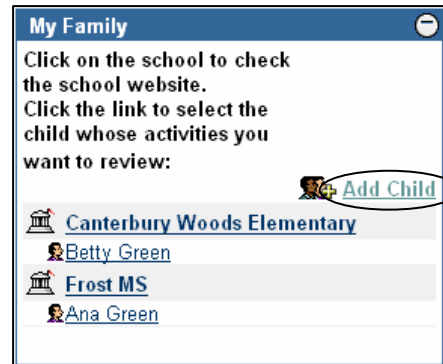 My Family
Click on the school to check
the school website.
Click the link to select the
child whose activities you
want to review:
Add Child
Canterbury Woods Elementary
Betty Green
Frost MS
Ana Green